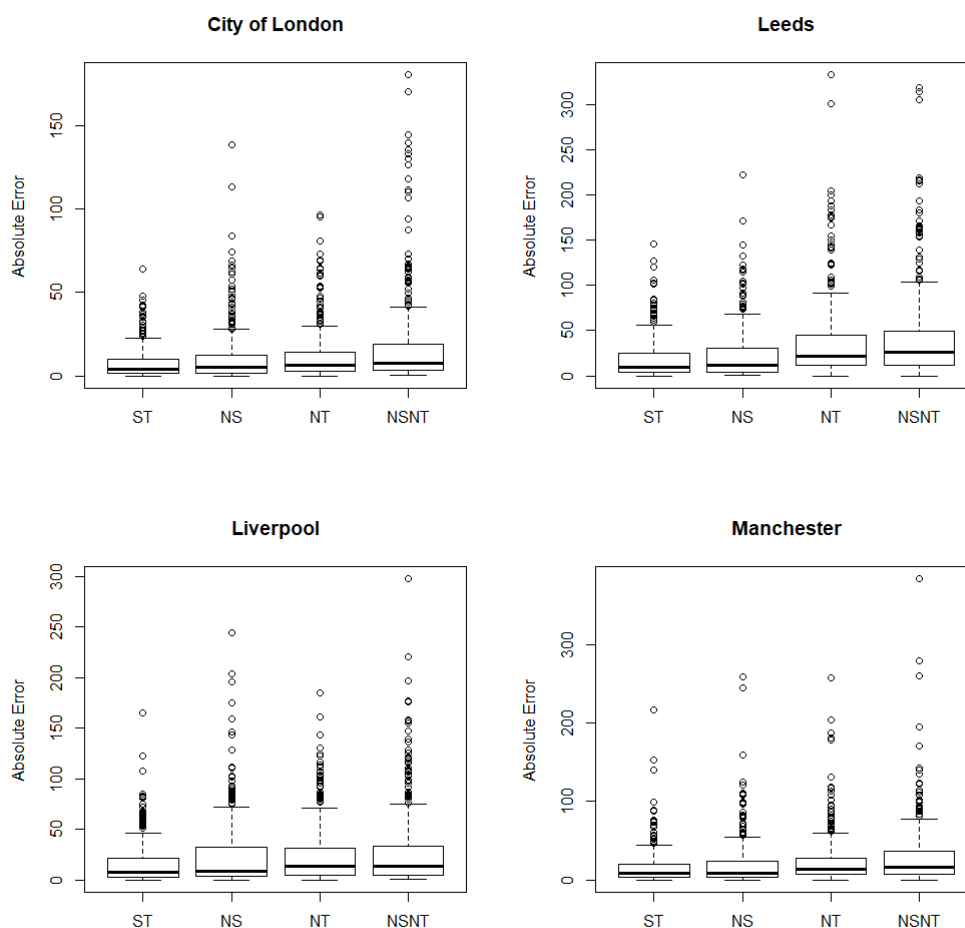 City of London
Absolute Error
0
50
100
150
ST NS NT NSNT
Leeds
Absolute Error
0
50
100
150
200
250
300
ST NS NT NSNT
Liverpool
Absolute Error
0
50
100
150
200
250
300
ST NS NT NSNT
Manchester
Absolute Error
0
100
200
300
ST NS NT NSNT